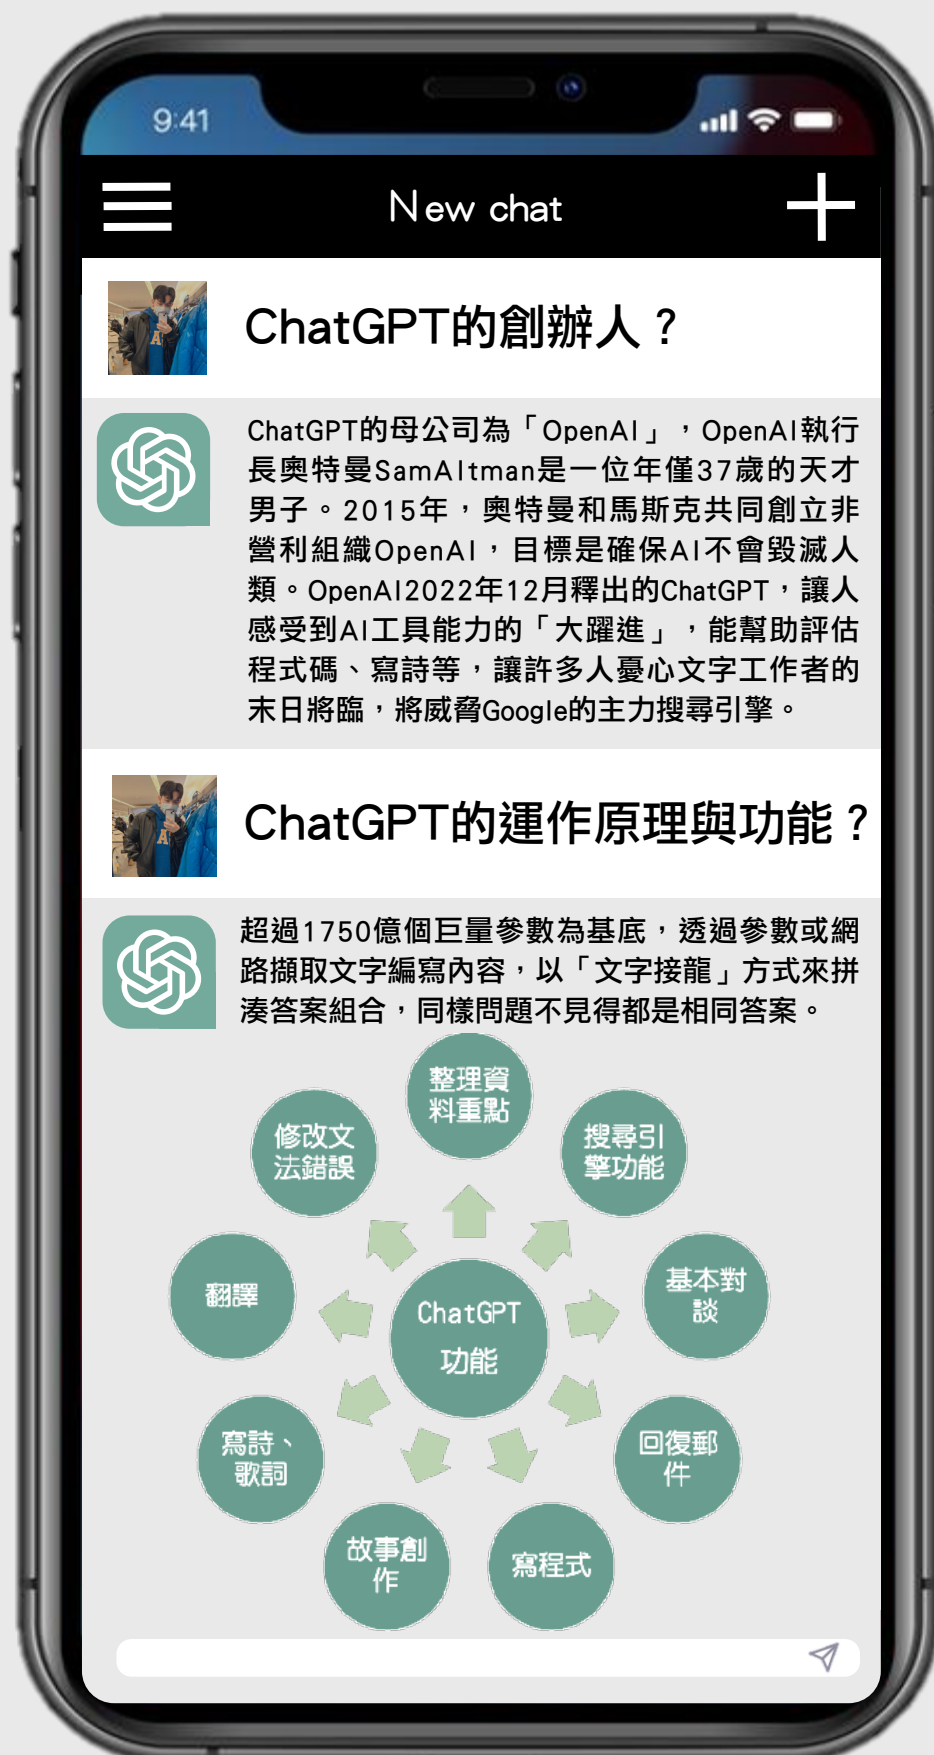 9:41
New chat
ChatGPT的創辦人？
ChatGPT的母公司為「OpenAI」，OpenAI執行
長奧特曼SamAltman是一位年僅37歲的天才
男子。2015年，奧特曼和馬斯克共同創立非
營利組織OpenAI，目標是確保AI不會毀滅人
類。OpenAI2022年12月釋出的ChatGPT，讓人
感受到AI工具能力的「大躍進」，能幫助評估
程式碼、寫詩等，讓許多人憂心文字工作者的
末日將臨，將威脅Google的主力搜尋引擎。
ChatGPT的運作原理與功能？
超過1750億個巨量參數為基底，透過參數或網
路擷取文字編寫內容，以「文字接龍」方式來拼
湊答案組合，同樣問題不見得都是相同答案。
整理資
料重點
搜尋引
擎功能
基本對
談
回復郵
件
寫程式
故事創
作
寫詩、
歌詞
翻譯
修改文
法錯誤
ChatGPT
功能